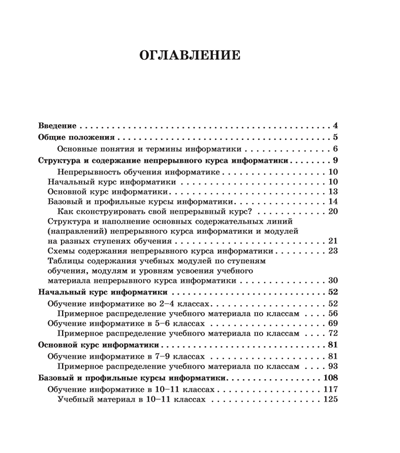 ОГЛАВЛЕНИЕ
Введение . . . . . . . . . . . . . . . . . . . . . . . . . . . . . . . . . . 4
Общие положения . . . . . . . . . . . . . . . . . . . . . . . . . . . . 5
Основные понятия и термины информатики . . . . . . . . . . . . 6
Структура и содержание непрерывного курса информатики . . . 9
Непрерывность обучения информатике . . . . . . . . . . . . . . . 10
Начальный курс информатики . . . . . . . . . . . . . . . . . . . . 10
Основной курс информатики . . . . . . . . . . . . . . . . . . . . . 13
Базовый и профильные курсы информатики . . . . . . . . . . . . 14
Как сконструировать свой непрерывный курс? . . . . . . . . . . 20
Структура и наполнение основных содержательных линий
(направлений) непрерывного курса информатики и модулей
на разных ступенях обучения . . . . . . . . . . . . . . . . . . . . 21
Схемы содержания непрерывного курса информатики . . . . . . 23
Таблицы содержания учебных модулей по ступеням
обучения, модулям и уровням усвоения учебного
материала непрерывного курса информатики . . . . . . . . . . . 30
Начальный курс информатики . . . . . . . . . . . . . . . . . . . . 52
Обучение информатике во 2–4 классах . . . . . . . . . . . . . . . 52
Примерное распределение учебного материала по классам . . . 56
Обучение информатике в 5–6 классах . . . . . . . . . . . . . . . 69
Примерное распределение учебного материала по классам . . . 72
Основной курс информатики . . . . . . . . . . . . . . . . . . . . . 81
Обучение информатике в 7–9 классах . . . . . . . . . . . . . . . 81
Примерное распределение учебного материала по классам . . . 93
Базовый и профильные курсы информатики . . . . . . . . . . . . 108
Обучение информатике в 10–11 классах . . . . . . . . . . . . . . 117
Учебный материал в 10–11 классах . . . . . . . . . . . . . . . . 125